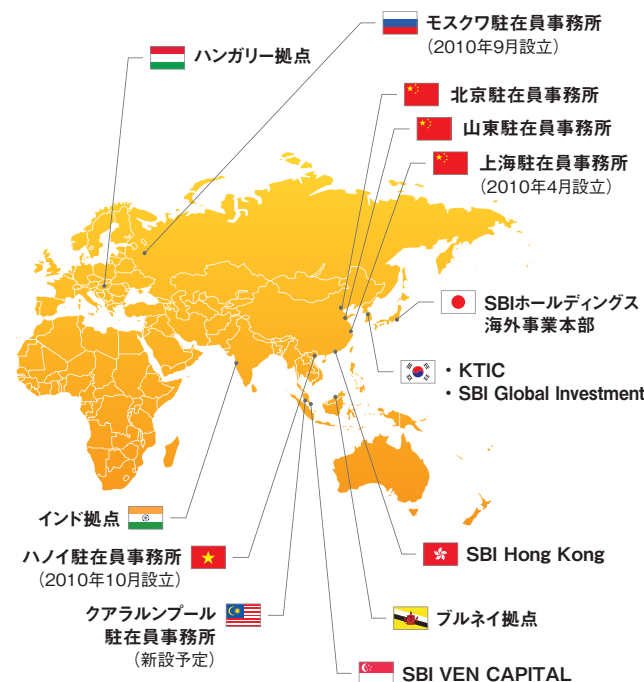 モスクワ駐在員事務所
(2010年9月設立)
ハンガリー拠点
北京駐在員事務所
山東駐在員事務所
上海駐在員事務所
(2010年4月設立)
SBIホールディングス
海外事業本部
・KTIC
・SBI Global Investment
インド拠点
ハノイ駐在員事務所
(2010年10月設立)
SBI Hong Kong
クアラルンプール
駐在員事務所
(新設予定)
ブルネイ拠点
SBI VEN CAPITAL